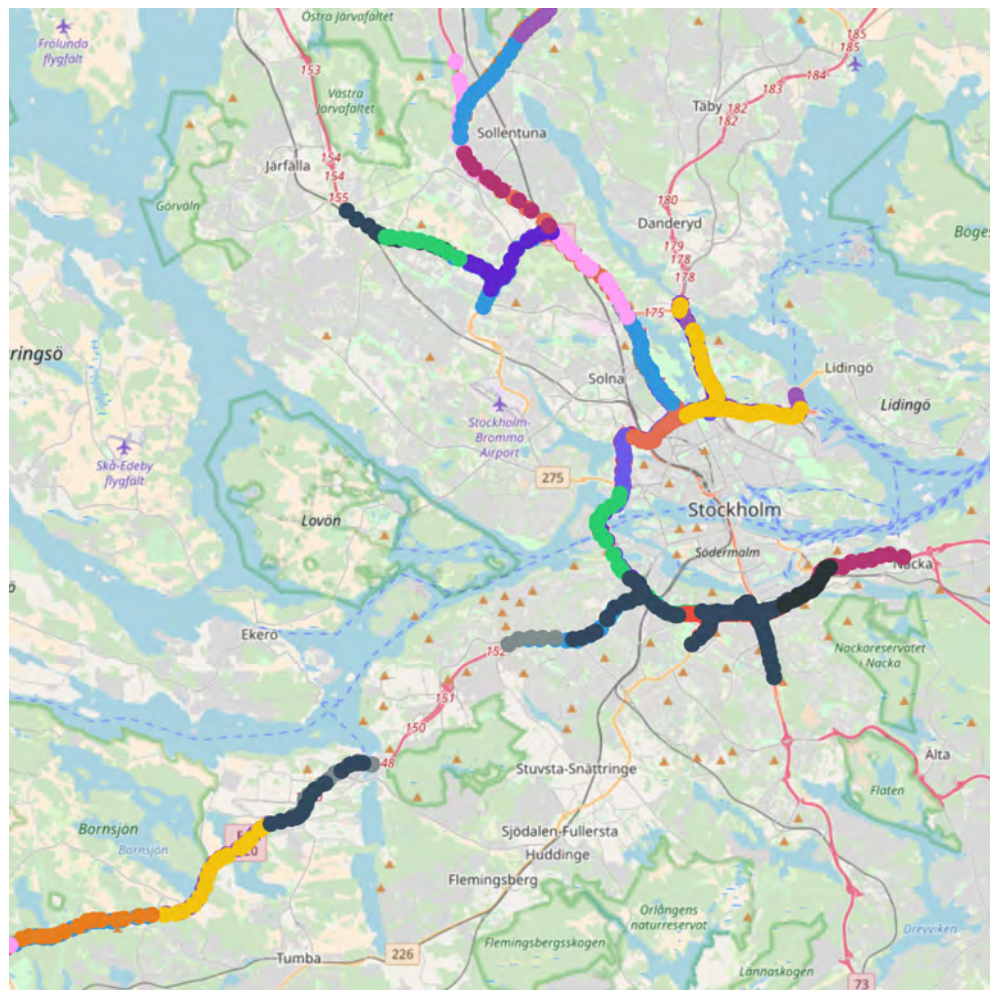 Östra Järvafältet
Frölunda
flygfält
153
185
185
184
183
Västra
Järvafältet
Täby
182
182
Sollentuna
Järfälla
154
154
155
180
Görväln
Danderyd
179
178
178
175
ringsö
Lidingö
Solna
Lidingö
Stockholm-
Bromma
Airport
Skå-Edeby
flygfält
275
Lovön
Stockholm
Södermalm
Nacka
Ekerö
152
Nackareservatet
i Nacka
151
150
48
Älta
Stuvsta-Snättringe
Flaten
Bornsjön
Bornsjön
Sjödalen-Fullersta
Huddinge
Flemingsberg
Orlångens
naturreservat
Drevviken
Flemingsbergsskogen
Tumba
226
Lännaskogen
73